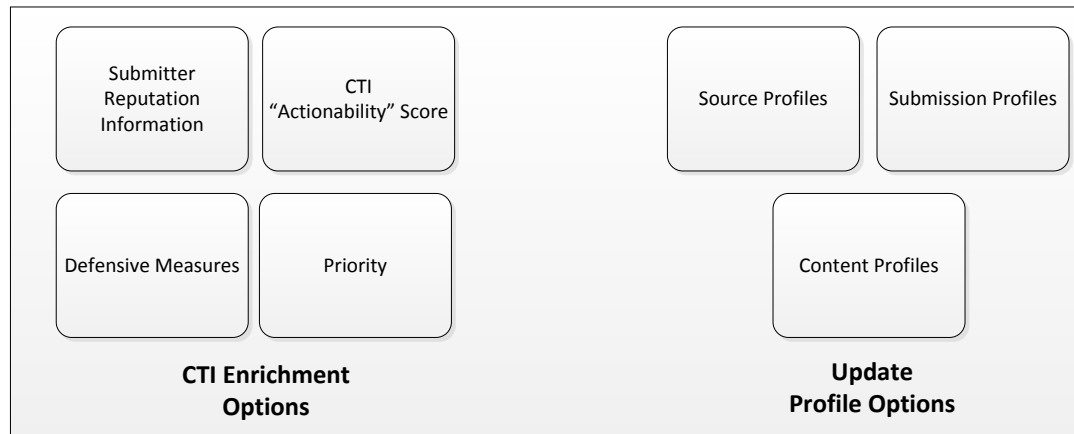 Submitter
Reputation
Information
CTI
“Actionability” Score
Defensive Measures
Priority
CTI Enrichment
Options
Source Profiles
Submission Profiles
Content Profiles
Update
Profile Options